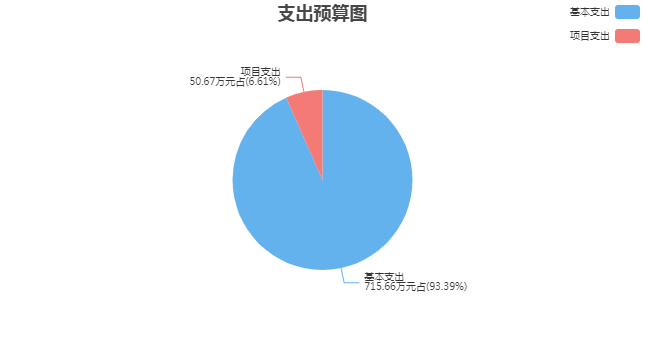 支出预算图
基本支出
项目支出
项目支出
50.67万元占(6.61%)
基本支出
715.66万元占(93.39%)